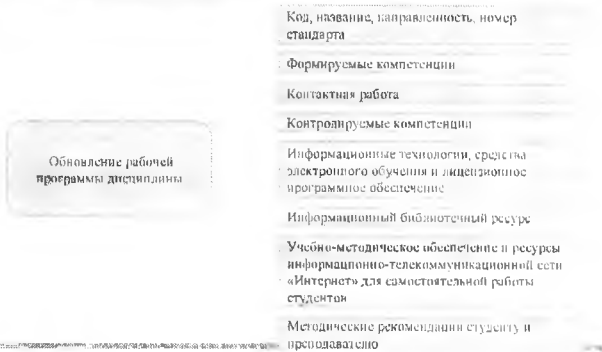 Код, название, направленность, номер
стандарта
Формируемые компетенции
Контактная работа
Контролируемые компетенции
Обновление рабочей
программы дисциплины
Информационные технологии, средства
электронного обучения и лицензионное
программное обеспечение
Информационный библиотечный ресурс
Учебно-методическое обеспечение и ресурсы
информационно-телекоммуникационной сети
«Интернет» для самостоятельной работы
студентов
Методические рекомендации студенту и
преподавателю